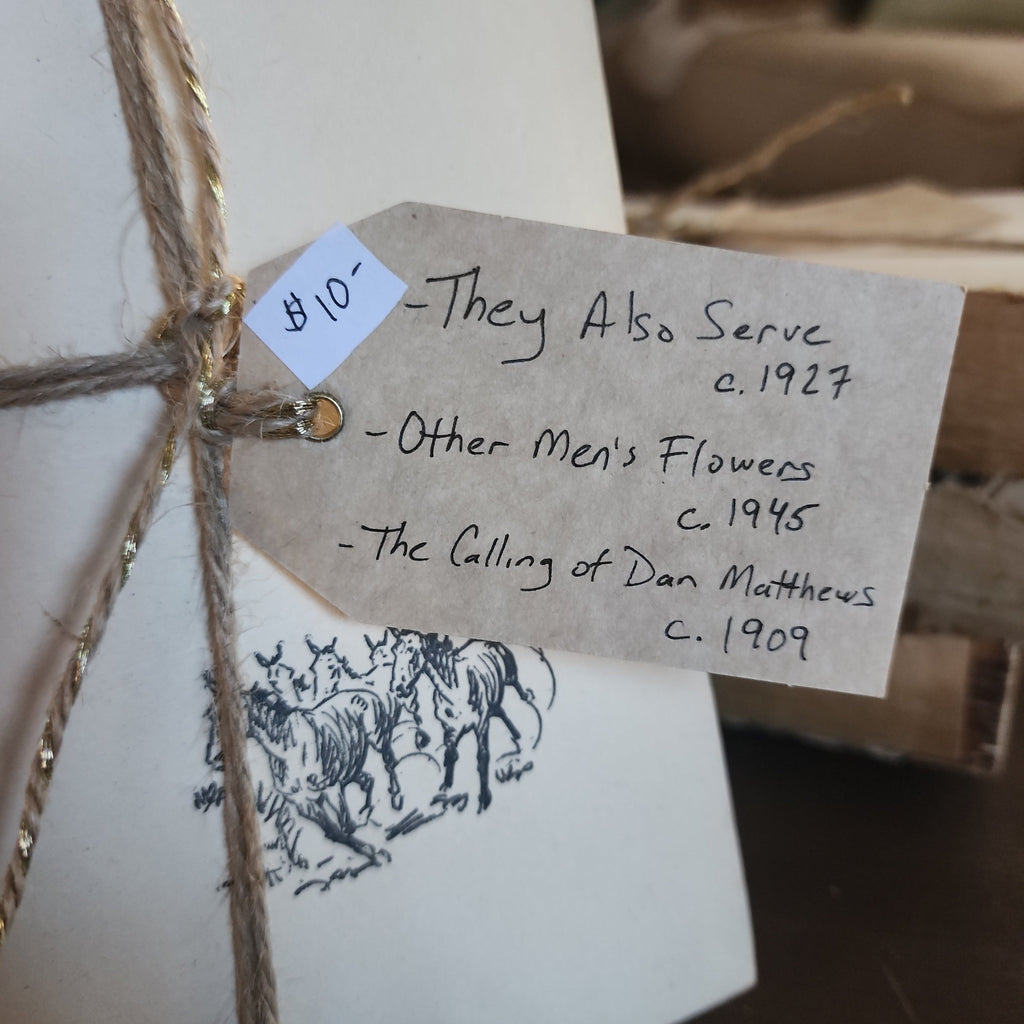 $10-
-They Also Serve
c. 1927
-Other Men's Flowers
c. 1945
-The Calling of Dan Matthews
c. 1909